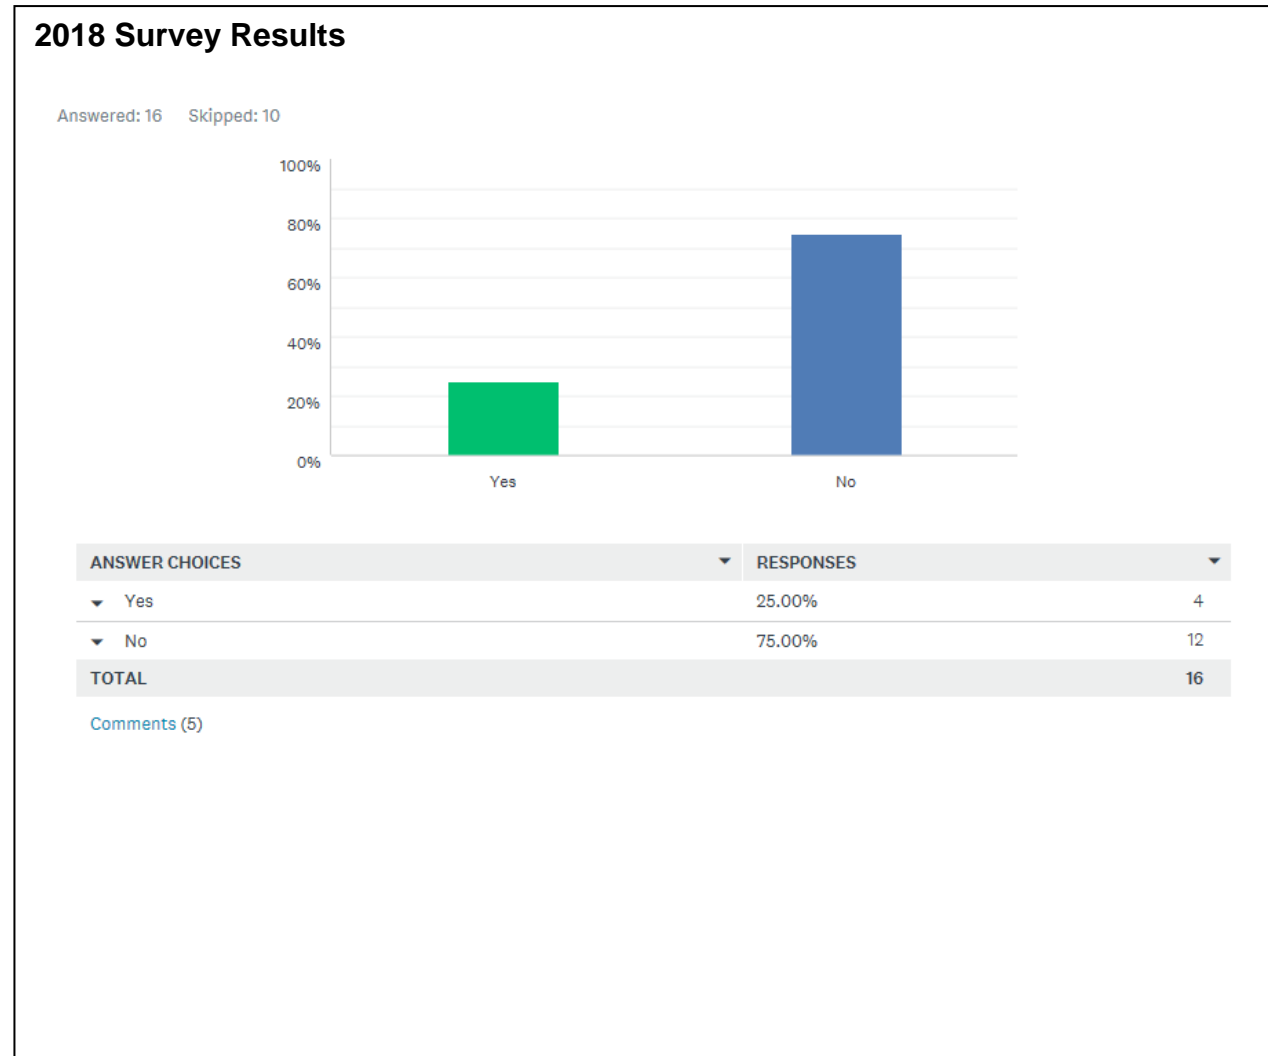 2018 Survey Results
Answered: 16 Skipped: 10
100%
80%
60%
40%
20%
0%
Yes No
ANSWER CHOICES RESPONSES
Yes 25.00% 4
No 75.00% 12
TOTAL 16
Comments (5)